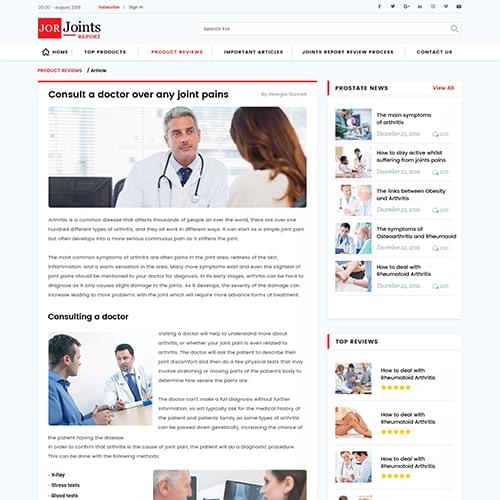 20:00 - august, 2018
Subscribe | Sign in
JOR Joints
REPORT
Search For
HOME
TOP PRODUCTS
PRODUCT REVIEWS
IMPORTANT ARTICLES
JOINTS REPORT REVIEW PROCESS
CONTACT US
PRODUCT REVIEWS / Article
Consult a doctor over any joint pains
By Georgia Gunnell
Arthritis is a common disease that affects thousands of people all over the world, there are over one
hundred different types of arthritis, and they all work in different ways. It can start as a simple joint pain
but often develops into a more serious continuous pain as it stiffens the joint.
The most common symptoms of arthritis are often pains in the joint area, redness of the skin,
inflammation, and a warm sensation in the area. Many more symptoms exist and even the slightest of
joint pains should be mentioned to your doctor for diagnosis. In its early stages, arthritis can be hard to
diagnose as it only causes slight damage to the joints. As it develops, the severity of the damage can
increase leading to more problems with the joint which will require more advance forms of treatment.
Consulting a doctor
visiting a doctor will help to understand more about
arthritis, or whether your joint pain is even related to
arthritis. The doctor will ask the patient to describe their
joint discomfort and then do a few physical tests that may
involve stretching or moving parts of the patient's body to
determine how severe the pains are.
The doctor can't make a full diagnosis without further
information, so will typically ask for the medical history of
the patient and patients family as some types of arthritis
can be passed down genetically, increasing the chance of
the patient having the disease.
In order to confirm that arthritis is the cause of joint pain, the patient will do a diagnostic procedure.
This can be done with the following methods:
- X-Ray
- Stress tests
- Blood tests
PROSTATE NEWS
View All
The main symptoms
of arthritis
December 22, 2016
How to stay active whilst
suffering from joints pains
December 22, 2016
The links between Obesity
and Arthritis
December 22, 2016
The symptoms of
Osteoarthritis and Rheumaoid
December 22, 2016
How to deal with
Rheumatoid Arthritis
December 22, 2016
TOP REVIEWS
How to deal with
Rheumatoid Arthritis
How to deal with
Rheumatoid Arthritis
How to deal with
Rheumatoid Arthritis
How to deal with